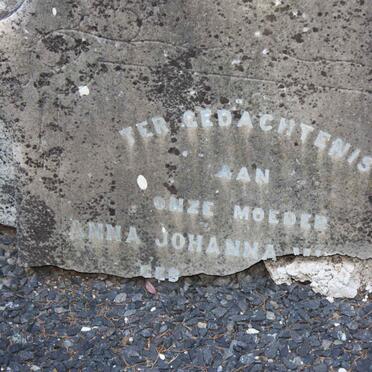 TER GEDACHTENIS
AAN
ONZE MOEDER
ANNA JOHANNA